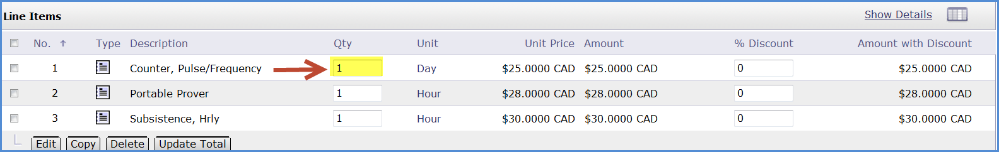 Line Items Show Details
No. Type Description Qty Unit Unit Price Amount % Discount Amount with Discount
1 Counter, Pulse/Frequency 1 Day $25.0000 CAD $25.0000 CAD 0 $25.0000 CAD
2 Portable Prover 1 Hour $28.0000 CAD $28.0000 CAD 0 $28.0000 CAD
3 Subsistence, Hrly 1 Hour $30.0000 CAD $30.0000 CAD 0 $30.0000 CAD
Edit Copy Delete Update Total